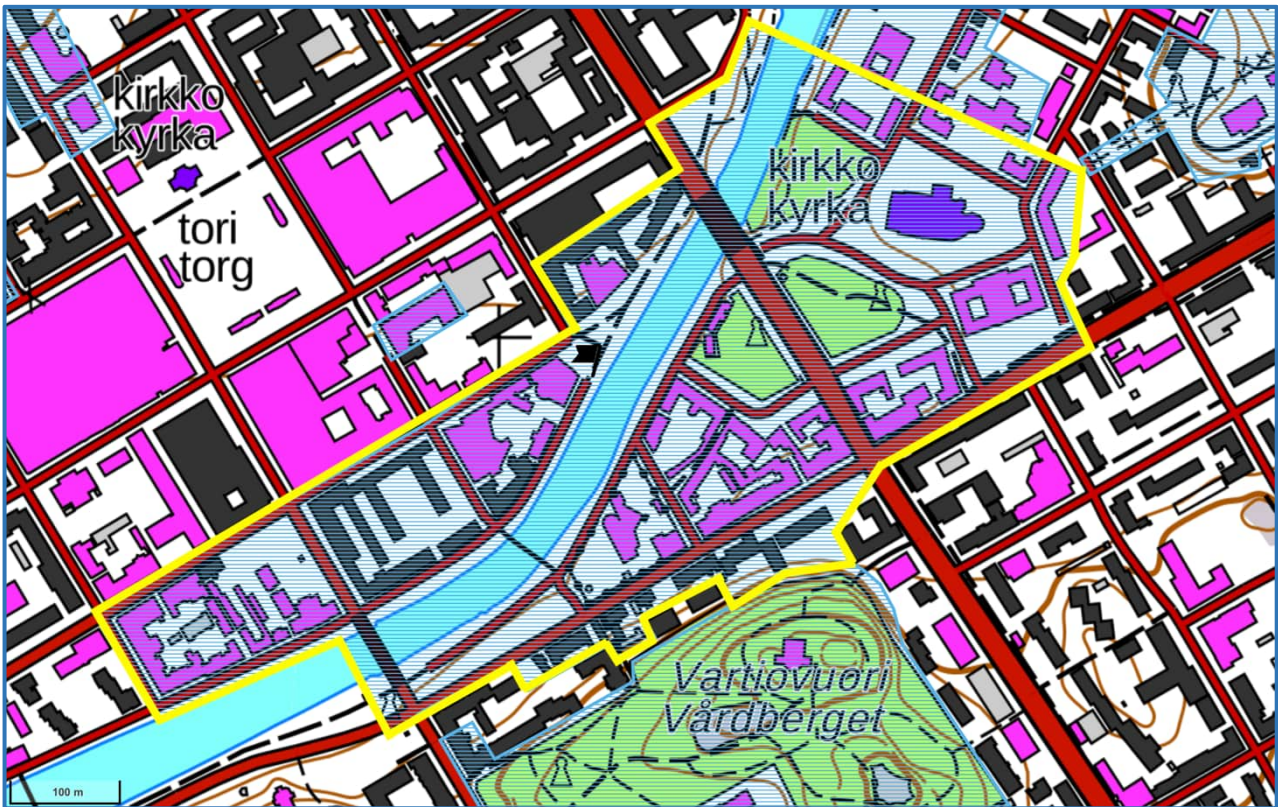 kirkko
kyrka
kirkko
kyrka
tori
torg
Vartiovuori
Vårdberget
100 m